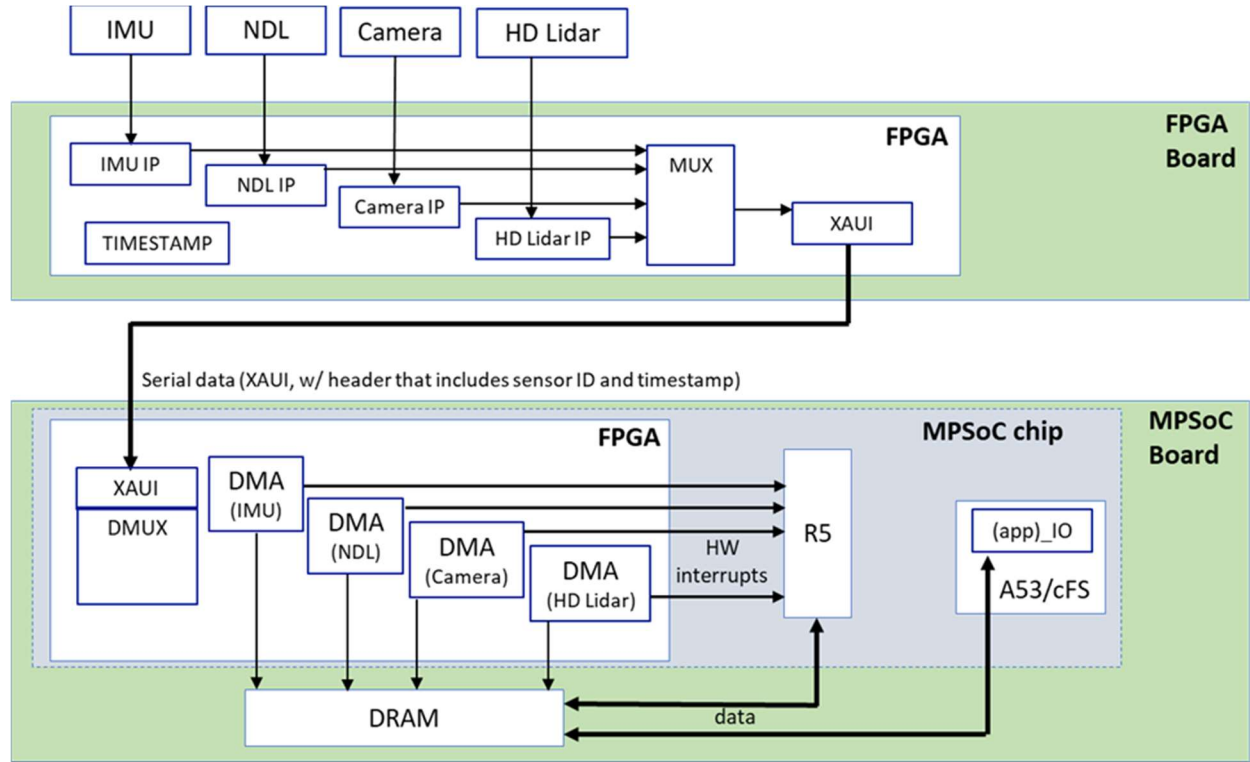 IMU
NDL
Camera
HD Lidar
FPGA
FPGA
Board
IMU IP
NDL IP
Camera IP
HD Lidar IP
MUX
XAUI
TIMESTAMP
Serial data (XAUI, w/ header that includes sensor ID and timestamp)
FPGA
MPSoC chip
MPSoC
Board
XAUI
DMUX
DMA
(IMU)
DMA
(NDL)
DMA
(Camera)
DMA
(HD Lidar)
HW
interrupts
R5
(app)_IO
A53/cFS
DRAM
data